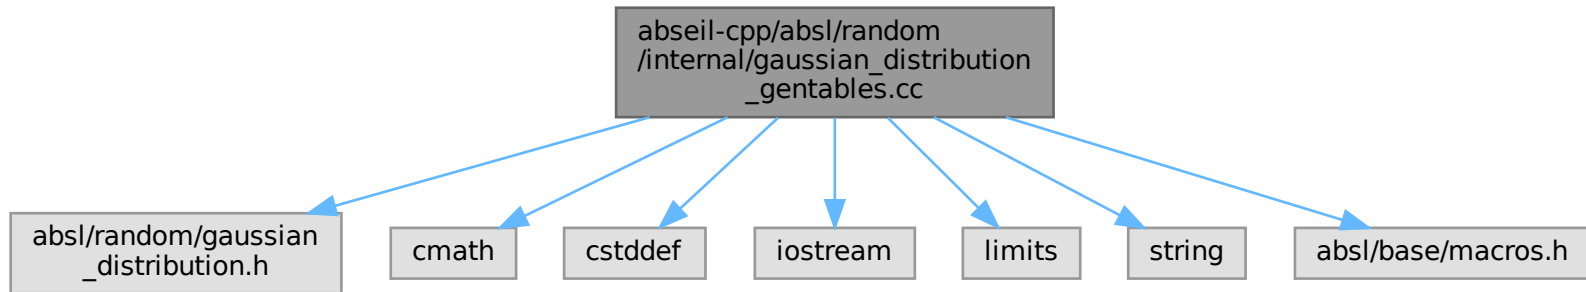 abseil-cpp/absl/random
/internal/gaussian_distribution
_gentables.cc
absl/random/gaussian
_distribution.h
cmath
cstddef
iostream
limits
string
absl/base/macros.h